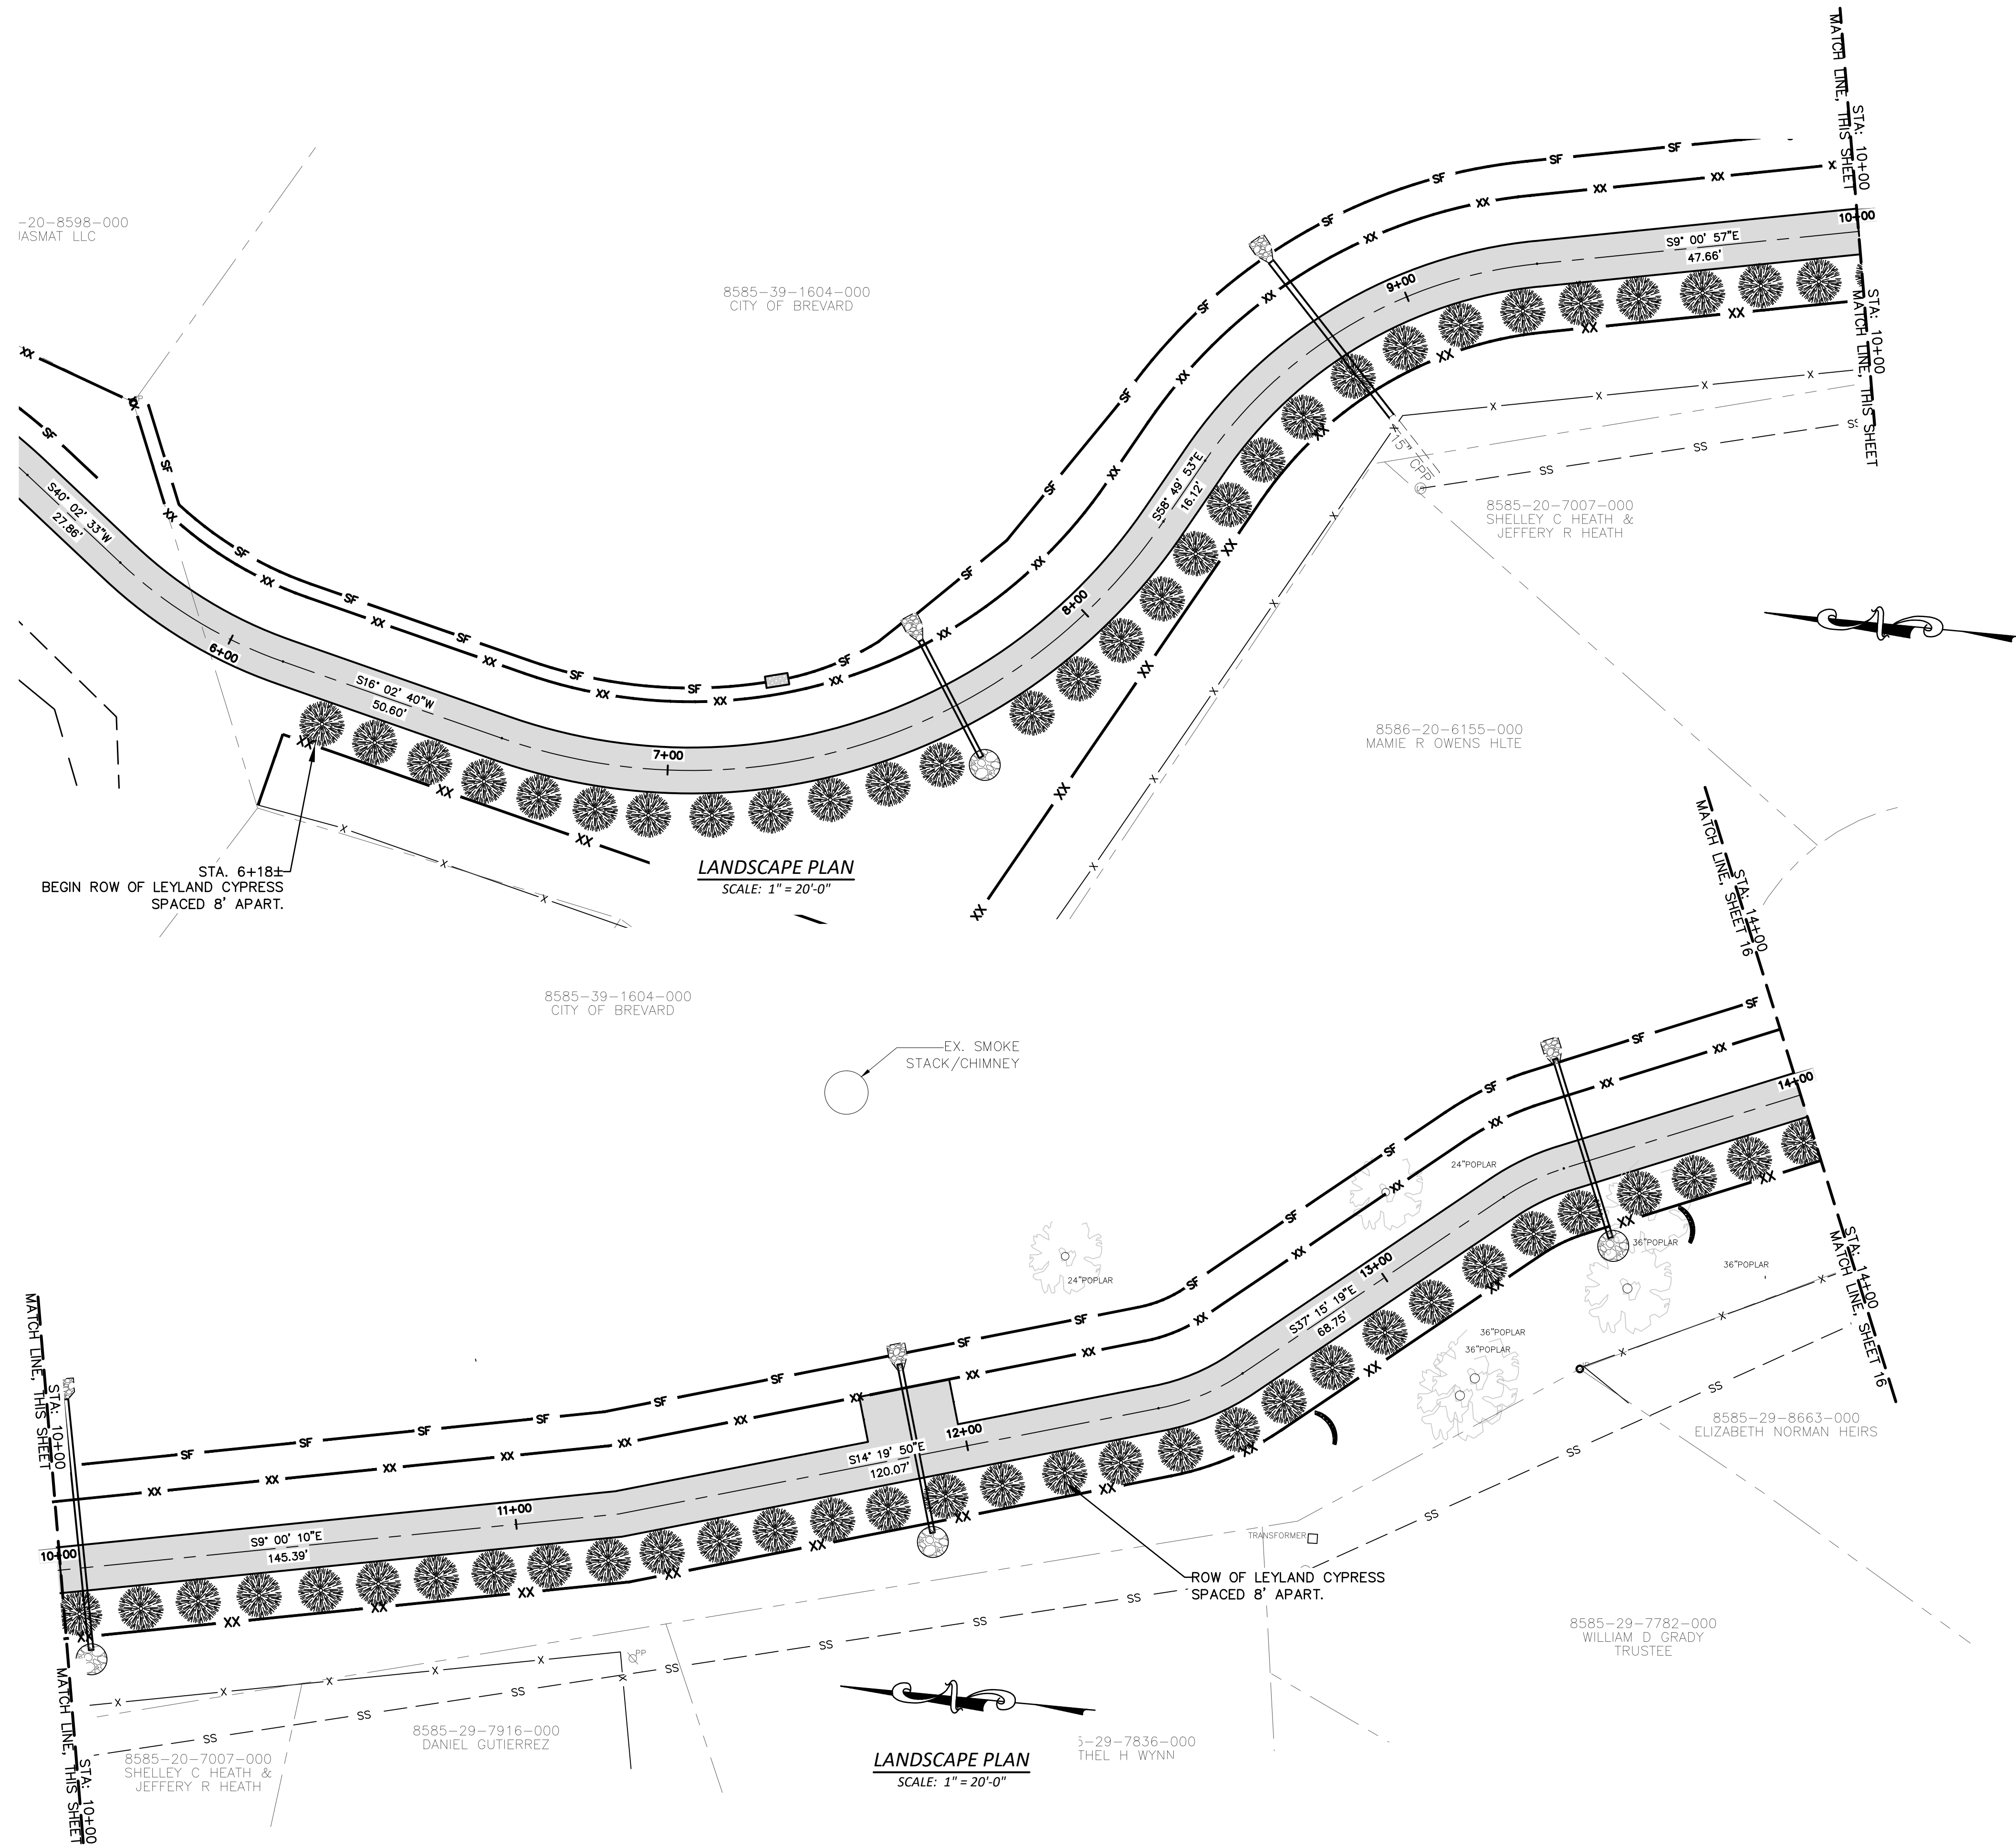 MATCH LINE, THIS SHEET
STA: 10+00
-20-8598-000
JASMAT LLC
8585-39-1604-000
CITY OF BREVARD
10+00
S9° 00' 57"E
47.66'
9+00
STA: 10+00
MATCH LINE, THIS SHEET
15" CPP
S58° 49' 53"E
16.12'
8585-20-7007-000
SHELLEY C HEATH &
JEFFERY R HEATH
S40° 02' 33"W
27.86'
8+00
6+00
S16° 02' 40"W
50.60'
7+00
8586-20-6155-000
MAMIE R OWENS HLTE
STA. 6+18±
BEGIN ROW OF LEYLAND CYPRESS
SPACED 8' APART.
LANDSCAPE PLAN
SCALE: 1" = 20'-0"
MATCH LINE, SHEET 16
STA: 14+00
8585-39-1604-000
CITY OF BREVARD
EX. SMOKE
STACK/CHIMNEY
14+00
24"POPLAR
24"POPLAR
36"POPLAR
36"POPLAR
36"POPLAR
36"POPLAR
13+00
S37° 15' 19"E
68.75'
STA: 14+00
MATCH LINE, SHEET 16
MATCH LINE, THIS SHEET
STA: 10+00
12+00
S14° 19' 50"E
120.07'
11+00
S9° 00' 10"E
145.39'
10+00
8585-29-8663-000
ELIZABETH NORMAN HEIRS
TRANSFORMER
ROW OF LEYLAND CYPRESS
SPACED 8' APART.
8585-29-7782-000
WILLIAM D GRADY
TRUSTEE
PP
8585-29-7916-000
DANIEL GUTIERREZ
8585-20-7007-000
SHELLEY C HEATH &
JEFFERY R HEATH
5-29-7836-000
THEL H WYNN
STA: 10+00
MATCH LINE, THIS SHEET
LANDSCAPE PLAN
SCALE: 1" = 20'-0"